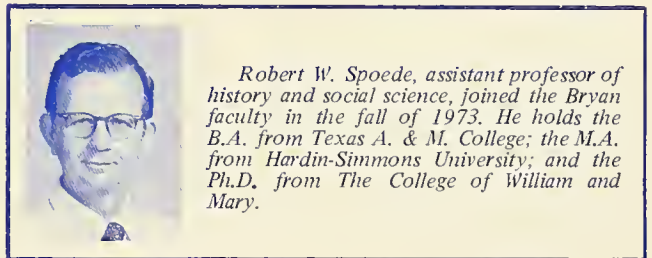 Robert W. Spoede, assistant professor of
history and social science, joined the Bryan
faculty in the fall of 1973. He holds the
B.A. from Texas A. & M. College; the M.A.
from Hardin-Simmons University; and the
Ph.D. from The College of William and
Mary.